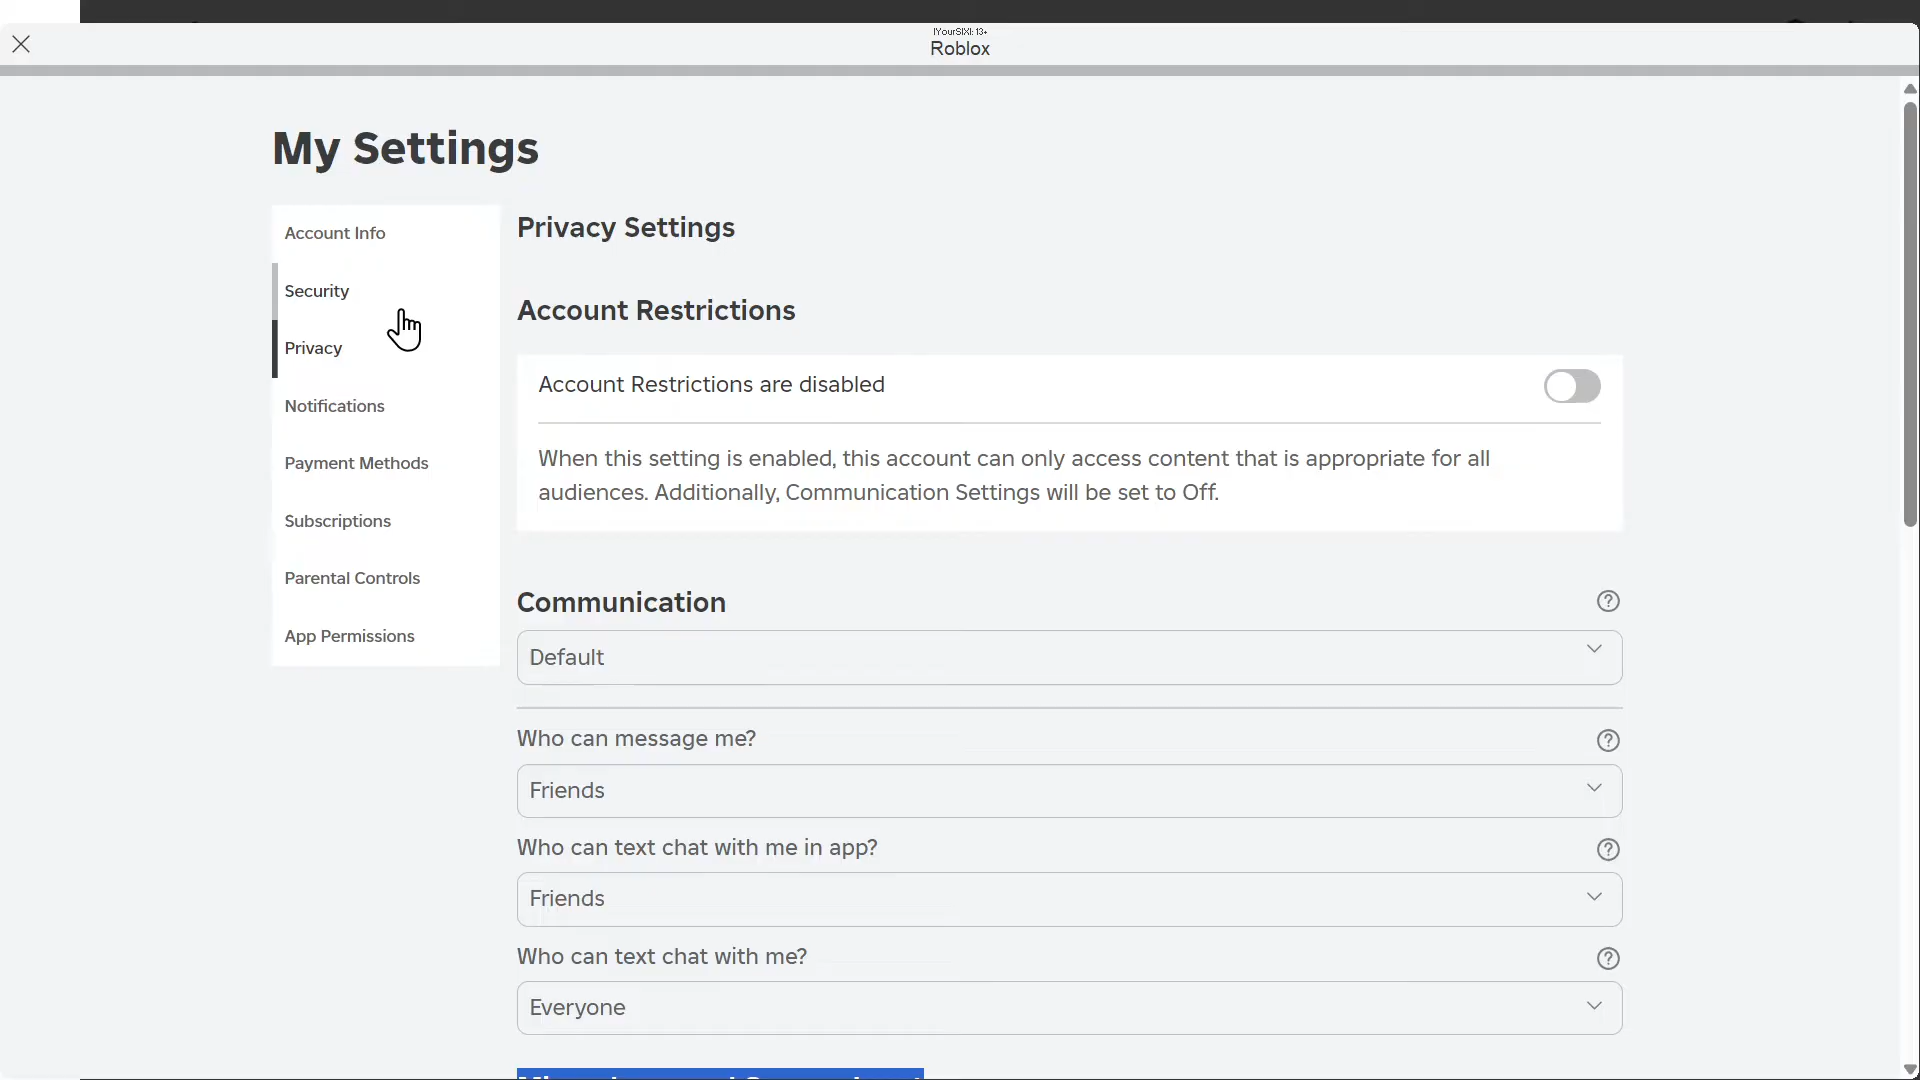 Roblox
My Settings
Account Info
Security
Privacy
Notifications
Payment Methods
Subscriptions
Parental Controls
App Permissions
Privacy Settings
Account Restrictions
Account Restrictions are disabled
When this setting is enabled, this account can only access content that is appropriate for all
audiences. Additionally, Communication Settings will be set to Off.
Communication
Default
Who can message me?
Friends
Who can text chat with me in app?
Friends
Who can text chat with me?
Everyone